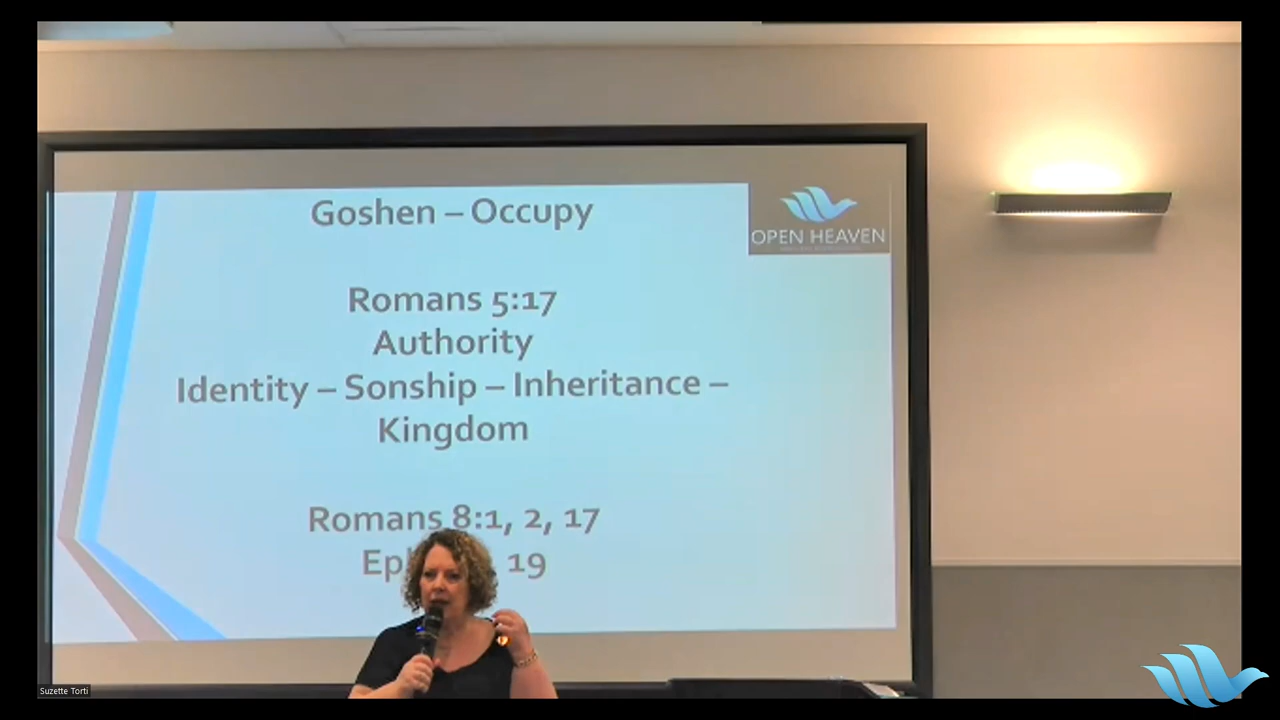 Goshen – Occupy
OPEN HEAVEN
Romans 5:17
Authority
Identity – Sonship – Inheritance –
Kingdom
Romans 8:1, 2, 17
19
Suzette Torti